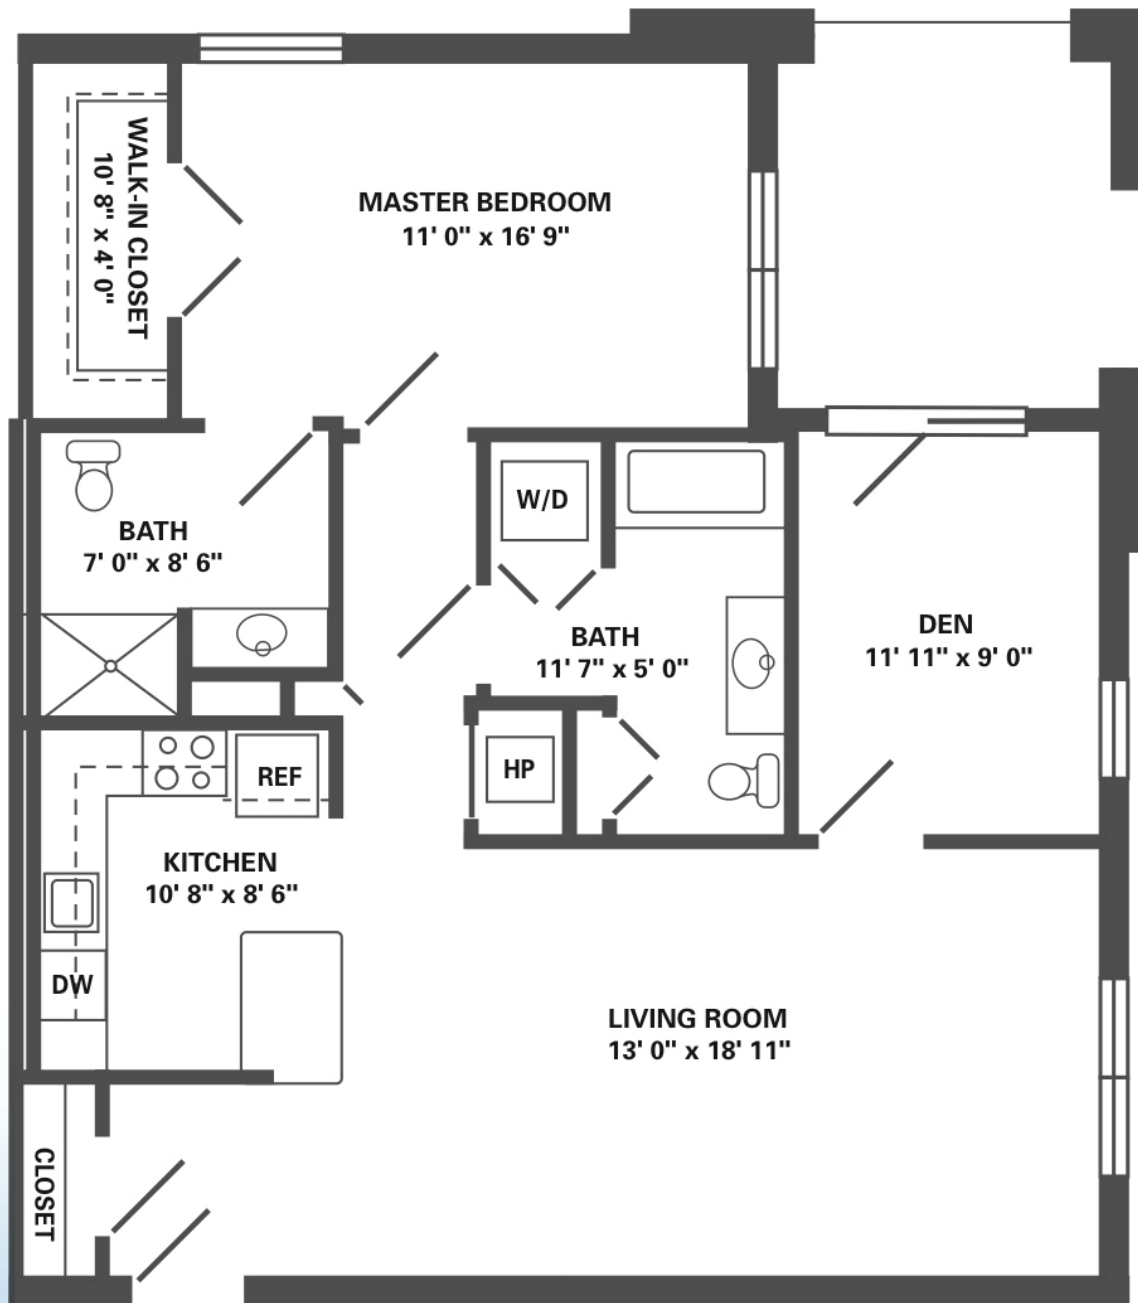 WALK-IN CLOSET
10' 8" x 4' 0"
MASTER BEDROOM
11' 0" x 16' 9"
BATH
7' 0" x 8' 6"
W/D
BATH
11' 7" x 5' 0"
DEN
11' 11" x 9' 0"
HP
REF
KITCHEN
10' 8" x 8' 6"
DW
LIVING ROOM
13' 0" x 18' 11"
CLOSET